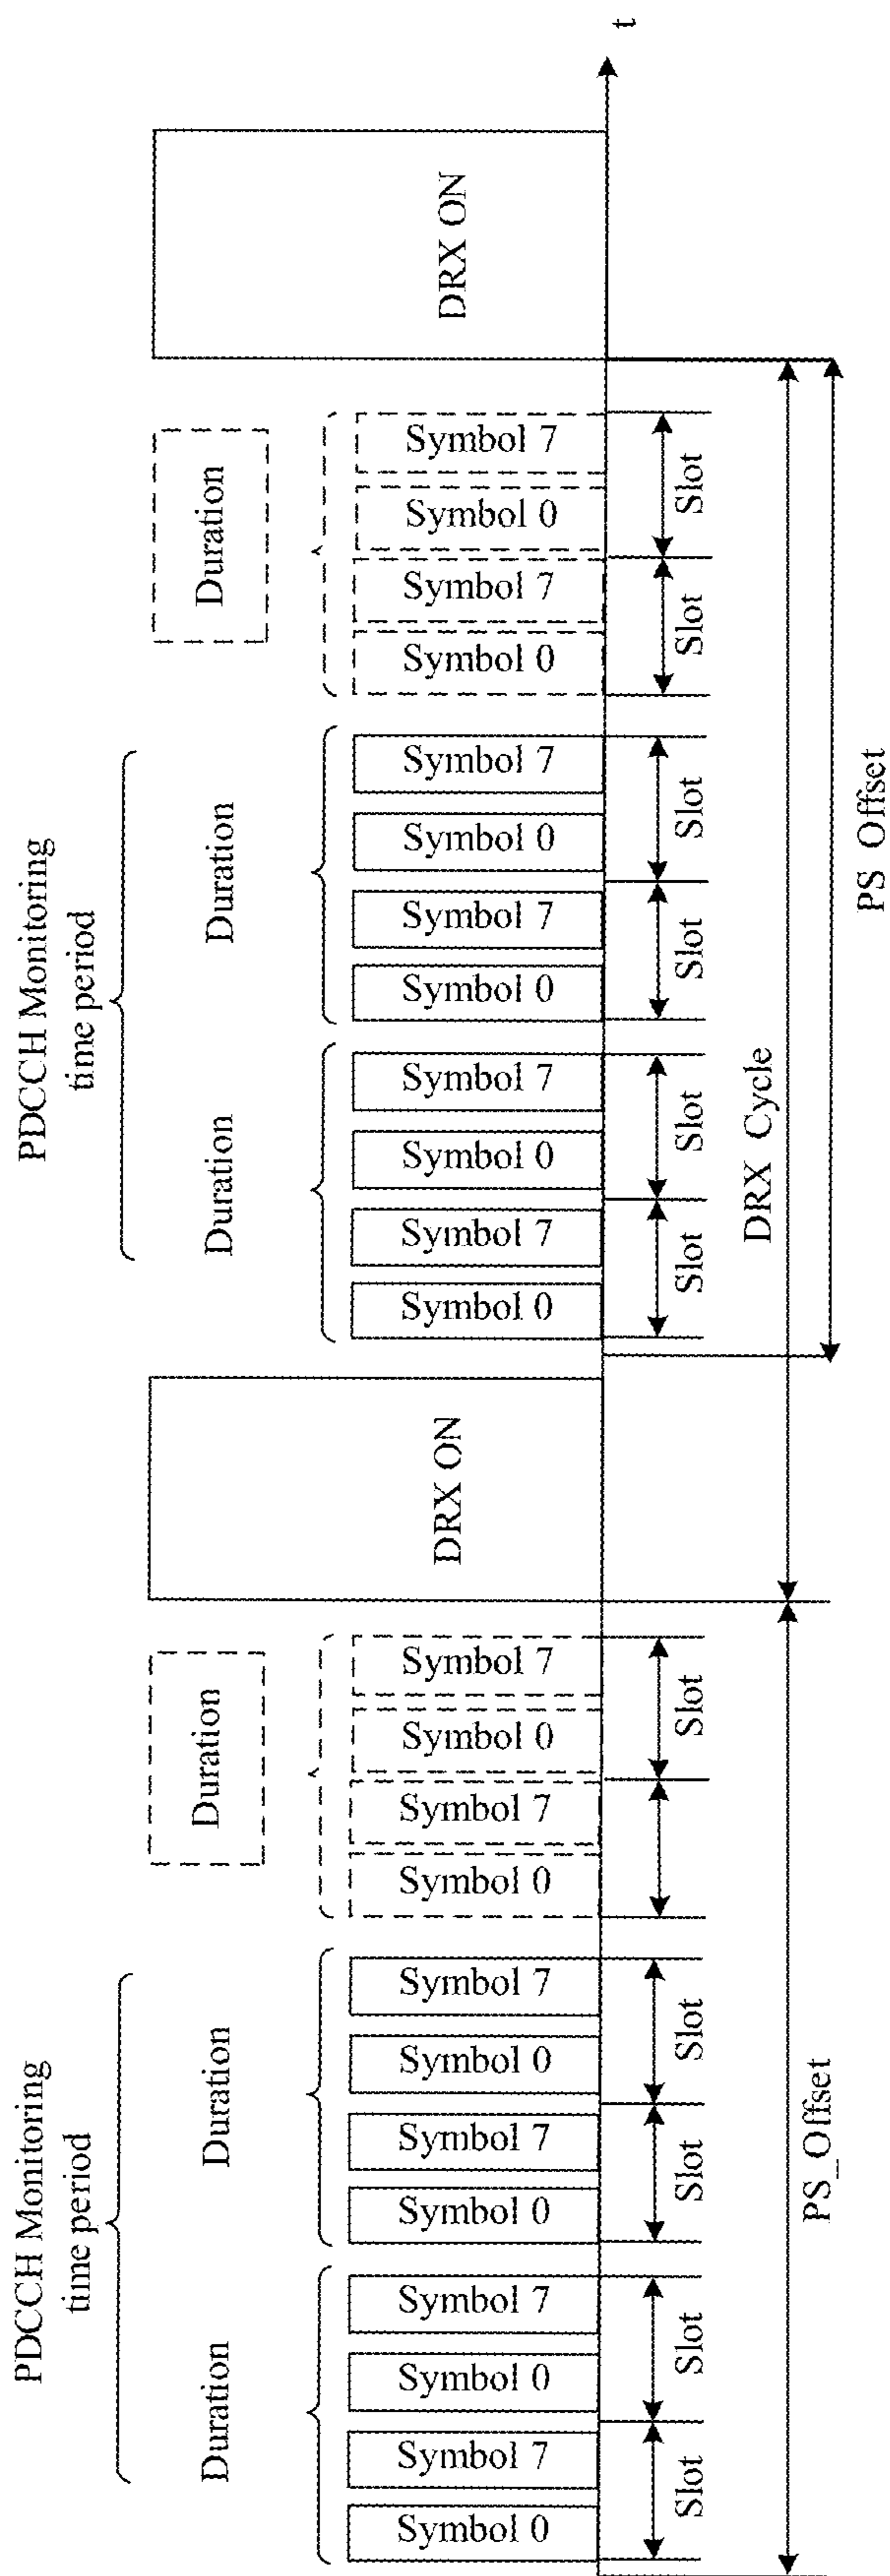 PDCCH Monitoring
time period
PDCCH Monitoring
time period
Duration
Duration
Duration
Duration
Duration
Duration
Symbol 0
Symbol 7
Symbol 0
Symbol 7
Symbol 0
Symbol 7
Symbol 0
Symbol 7
Symbol 0
Symbol 7
Symbol 0
Symbol 7
DRX ON
Symbol 0
Symbol 7
Symbol 0
Symbol 7
Symbol 0
Symbol 7
Symbol 0
Symbol 7
Symbol 0
Symbol 7
Symbol 0
Symbol 7
DRX ON
t
Slot
Slot
Slot
Slot
Slot
Slot
Slot
Slot
Slot
Slot
Slot
PS_Offset
DRX Cycle
PS Offset